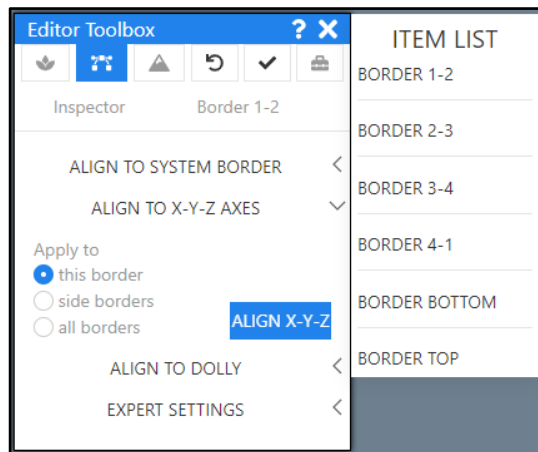 Editor Toolbox ?
Inspector Border 1-2
ALIGN TO SYSTEM BORDER
ALIGN TO X-Y-Z AXES
Apply to
this border
side borders
all borders
ALIGN X-Y-Z
ALIGN TO DOLLY
EXPERT SETTINGS
ITEM LIST
BORDER 1-2
BORDER 2-3
BORDER 3-4
BORDER 4-1
BORDER BOTTOM
BORDER TOP